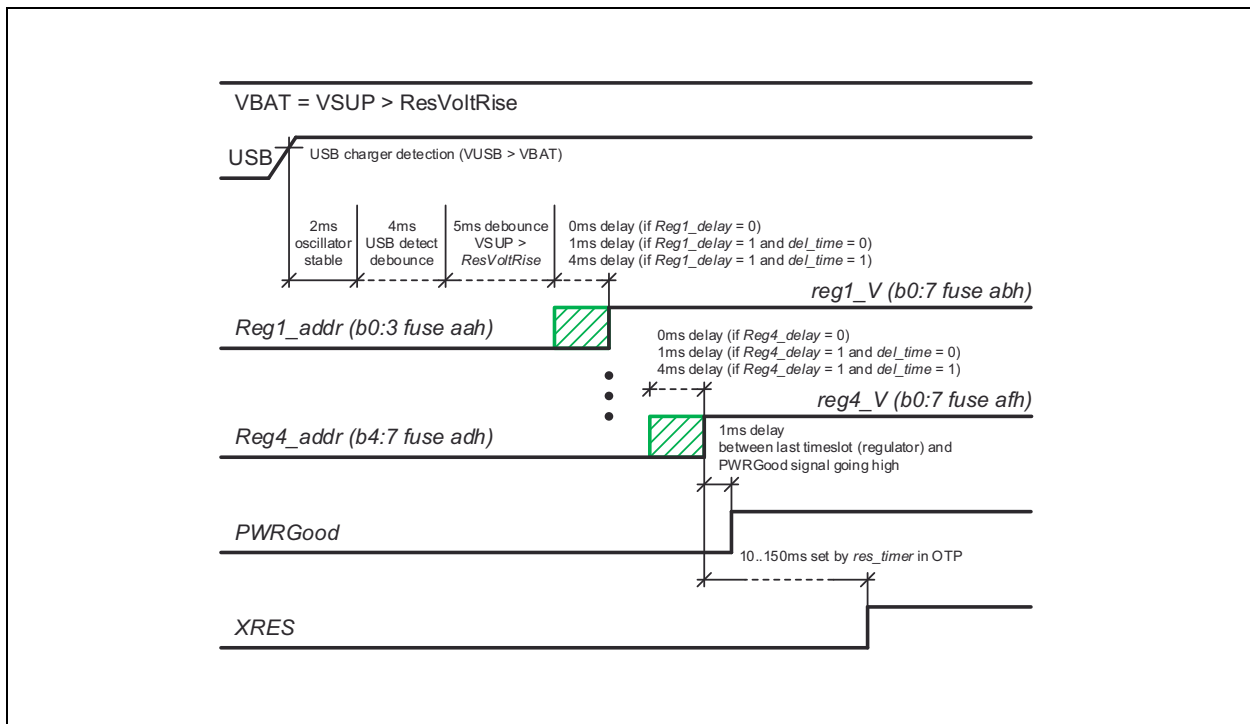 VBAT = VSUP > ResVoltRise
USB
USB charger detection (VUSB > VBAT)
2ms
oscillator
stable
4ms
USB detect
debounce
5ms debounce
VSUP >
ResVoltRise
0ms delay (if Reg1_delay = 0)
1ms delay (if Reg1_delay = 1 and del_time = 0)
4ms delay (if Reg1_delay = 1 and del_time = 1)
reg1_V (b0:7 fuse abh)
Reg1_addr (b0:3 fuse aah)
0ms delay (if Reg4_delay = 0)
1ms delay (if Reg4_delay = 1 and del_time = 0)
4ms delay (if Reg4_delay = 1 and del_time = 1)
reg4_V (b0:7 fuse afh)
Reg4_addr (b4:7 fuse adh)
1ms delay
between last timeslot (regulator) and
PWRGood signal going high
PWRGood
10..150ms set by res_timer in OTP
XRES